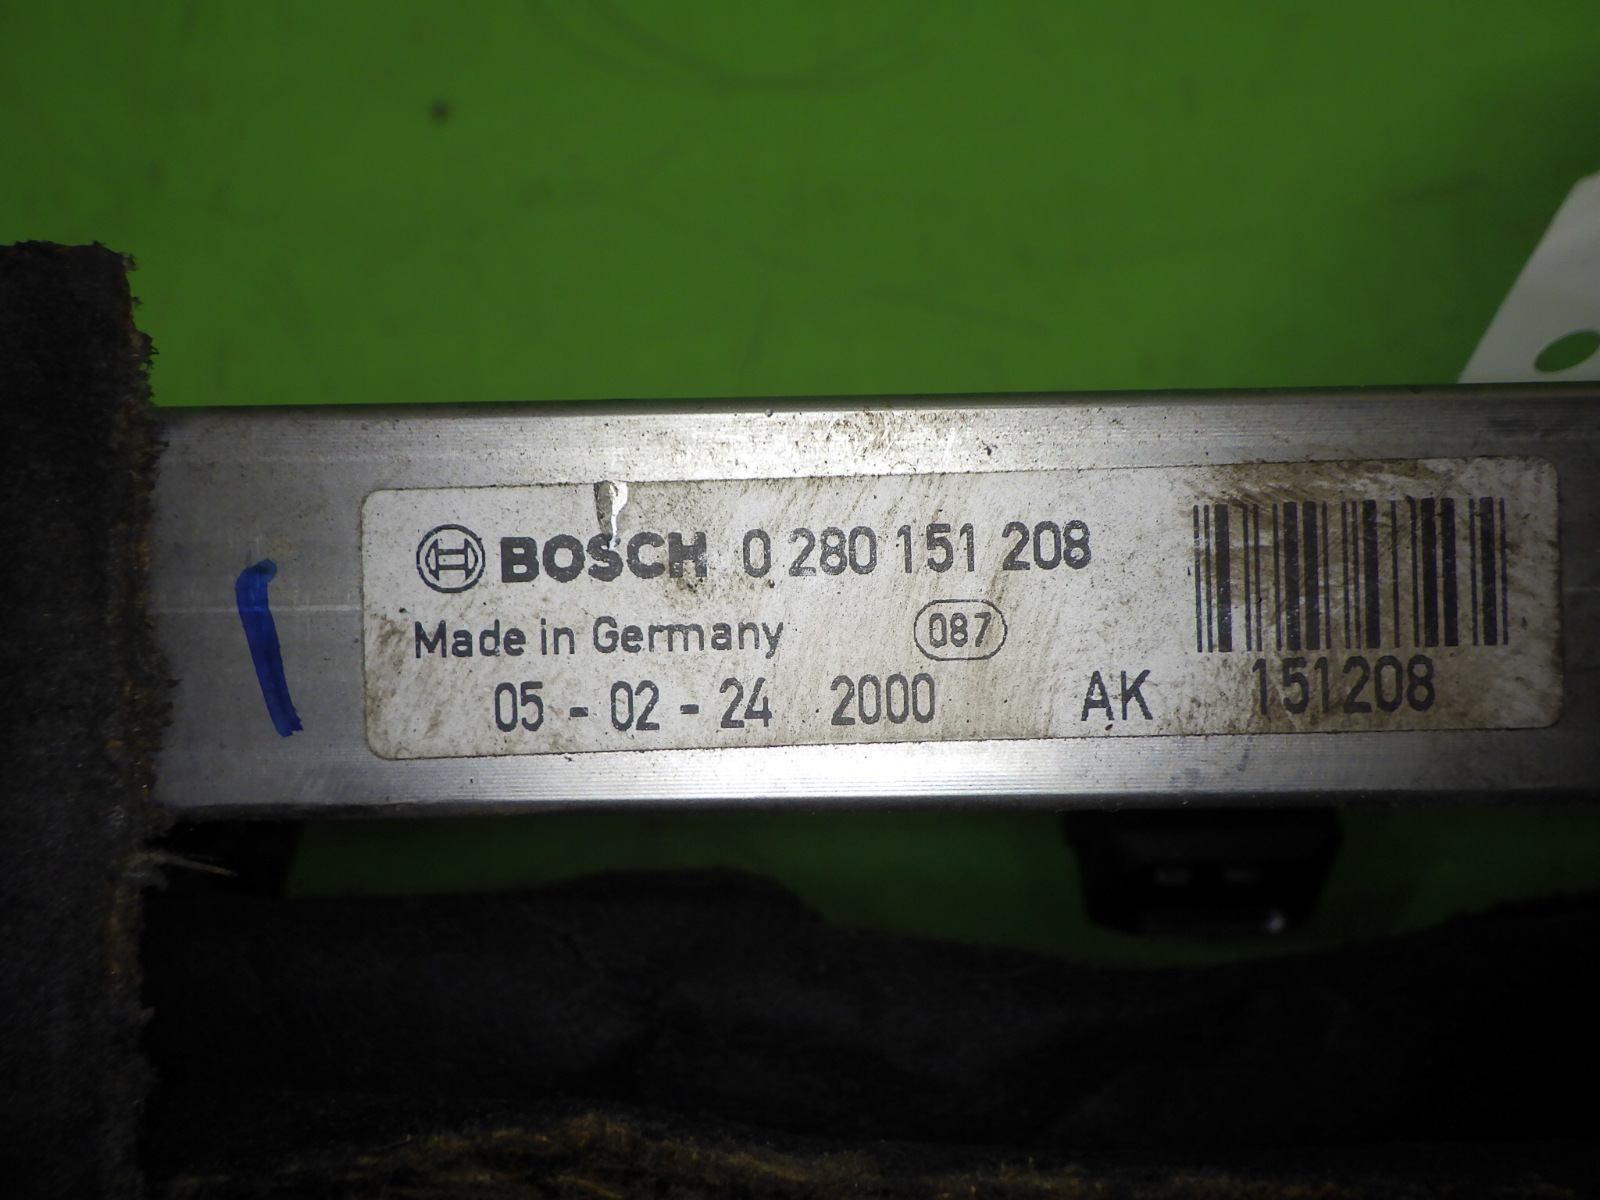 BOSCH 0 280 151 208
Made in Germany 087
05 - 02 - 24 2000 AK 151208